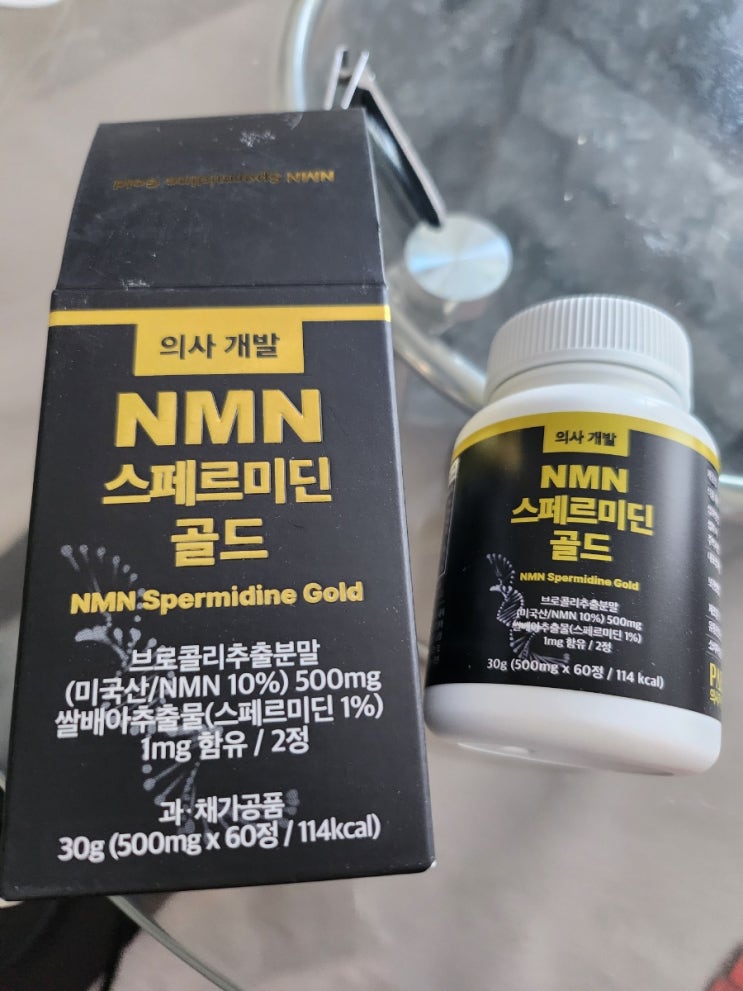 NMN Spermidine Gold
의사 개발
NMN
스페르미딘
골드
NMN Spermidine Gold
브로콜리추출분말
(미국산/NMN 10%) 500mg
쌀배아추출물(스페르미딘 1%)
1mg 함유 / 2정
과·채가공품
30g (500mg x 60정 / 114kcal)
의사 개발
NMN
스페르미딘
골드
NMN Spermidine Gold
브로콜리추출분말
(미국산/NMN 10%) 500mg
쌀배아추출물(스페르미딘 1%)
1mg 함유 / 2정
30g (500mg x 60정 / 114 kcal)